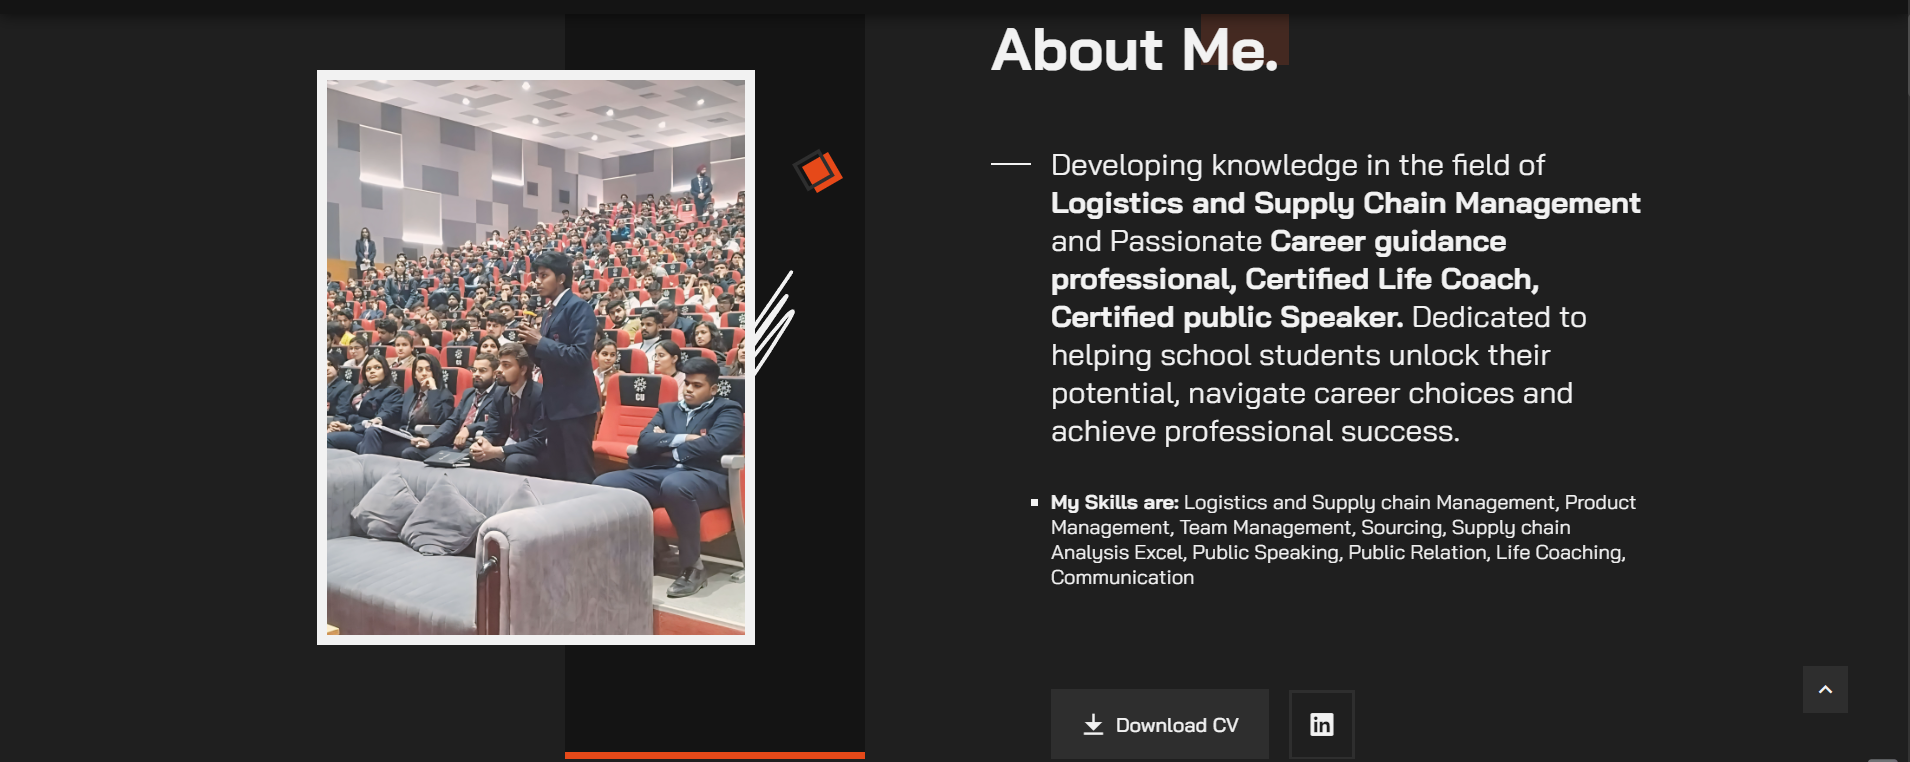 About Me.
Developing knowledge in the field of
Logistics and Supply Chain Management
and Passionate Career guidance
professional, Certified Life Coach,
Certified public Speaker. Dedicated to
helping school students unlock their
potential, navigate career choices and
achieve professional success.
My Skills are: Logistics and Supply chain Management, Product
Management, Team Management, Sourcing, Supply chain
Analysis Excel, Public Speaking, Public Relation, Life Coaching,
Communication
CU
Download CV
in